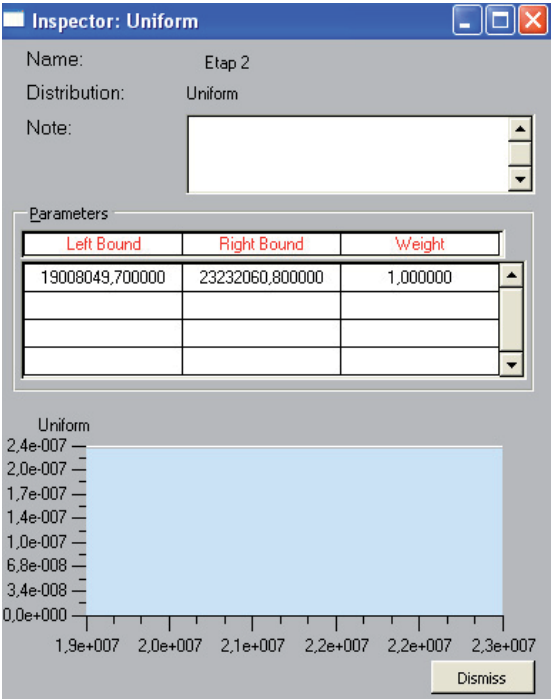 Inspector: Uniform
Name: Etap 2
Distribution: Uniform
Note:
Parameters
Left Bound Right Bound Weight
19008049,700000 23232060,800000 1,000000
Uniform
2,4e-007
2,0e-007
1,7e-007
1,4e-007
1,0e-007
6,8e-008
3,4e-008
0,0e+000
1,9e+007 2,0e+007 2,1e+007 2,2e+007 2,2e+007 2,3e+007
Dismiss